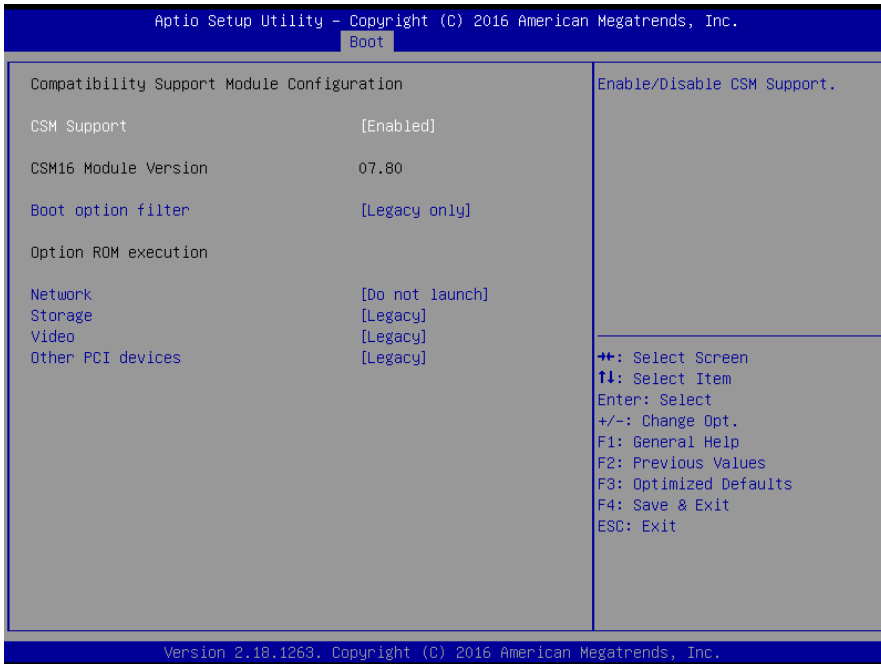 Aptio Setup Utility – Copyright (C) 2016 American Megatrends, Inc.
Boot
Compatibility Support Module Configuration
CSM Support [Enabled]
CSM16 Module Version 07.80
Boot option filter [Legacy only]
Option ROM execution
Network [Do not launch]
Storage [Legacy]
Video [Legacy]
Other PCI devices [Legacy]
Enable/Disable CSM Support.
→←: Select Screen
↑↓: Select Item
Enter: Select
+/-: Change Opt.
F1: General Help
F2: Previous Values
F3: Optimized Defaults
F4: Save & Exit
ESC: Exit
Version 2.18.1263. Copyright (C) 2016 American Megatrends, Inc.